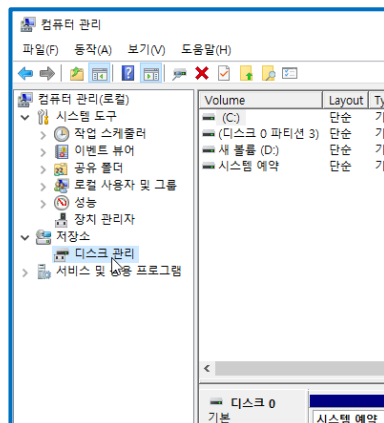 컴퓨터 관리
파일(F) 동작(A) 보기(V) 도움말(H)
컴퓨터 관리(로컬)
시스템 도구
작업 스케줄러
이벤트 뷰어
공유 폴더
로컬 사용자 및 그룹
성능
장치 관리자
저장소
디스크 관리
서비스 및 응용 프로그램
Volume Layout Ty
(C:) 단순 기
(디스크 0 파티션 3) 단순 기
새 볼륨 (D:) 단순 기
시스템 예약 단순 기
디스크 0
기본
시스템 예약